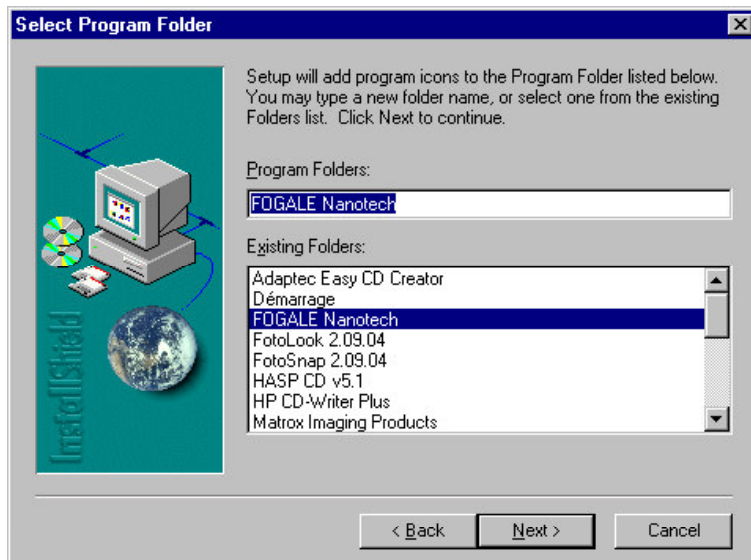 Select Program Folder
Setup will add program icons to the Program Folder listed below.
You may type a new folder name, or select one from the existing
Folders list. Click Next to continue.
Program Folders:
FOGALE Nanotech
Existing Folders:
Adaptec Easy CD Creator
Démarrage
FOGALE Nanotech
FotoLook 2.09.04
FotoSnap 2.09.04
HASP CD v5.1
HP CD-Writer Plus
Matrox Imaging Products
InstallShield
< Back
Next >
Cancel